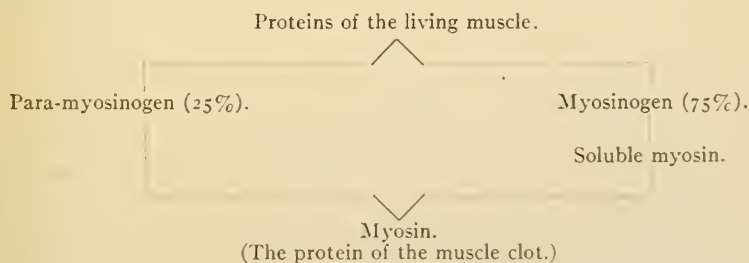 Proteins of the living muscle.
Para-myosinogen (25%). Myosinogen (75%).
Soluble myosin.
Myosin.
(The protein of the muscle clot.)